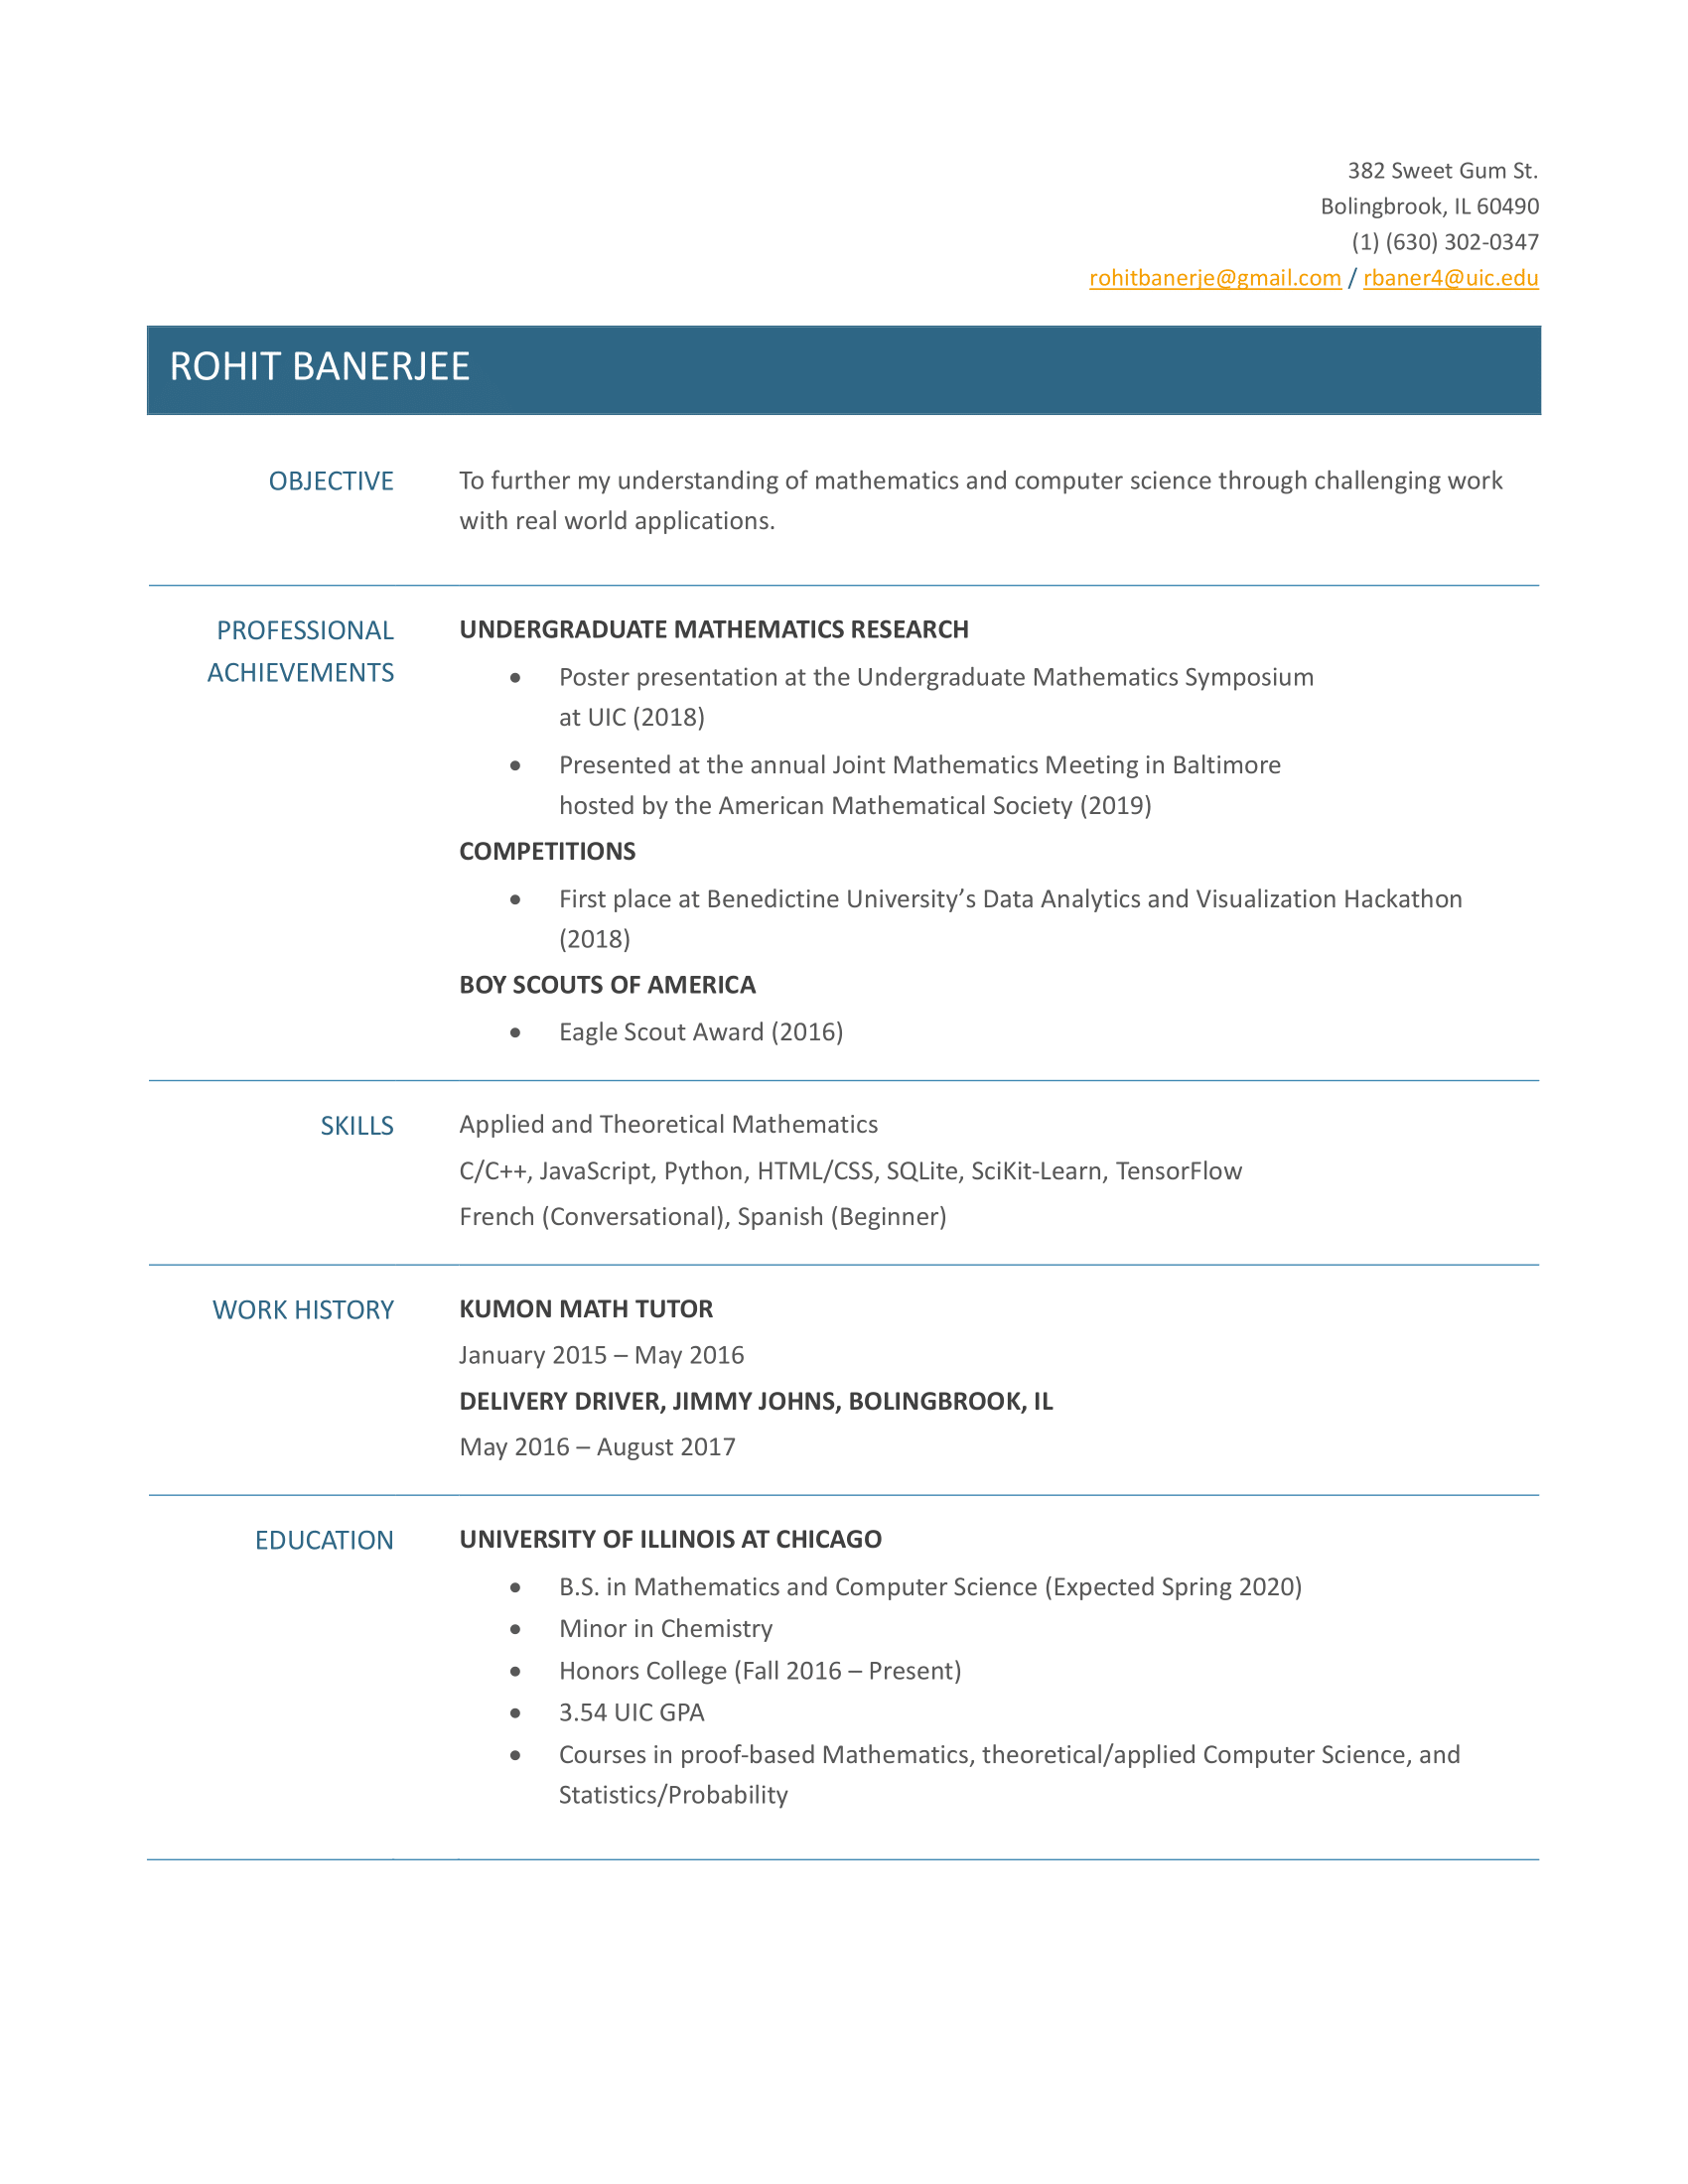 382 Sweet Gum St.
Bolingbrook, IL 60490
(1) (630) 302-0347
rohitbanerje@gmail.com / rbaner4@uic.edu
ROHIT BANERJEE
OBJECTIVE
To further my understanding of mathematics and computer science through challenging work
with real world applications.
PROFESSIONAL
ACHIEVEMENTS
UNDERGRADUATE MATHEMATICS RESEARCH
• Poster presentation at the Undergraduate Mathematics Symposium
at UIC (2018)
• Presented at the annual Joint Mathematics Meeting in Baltimore
hosted by the American Mathematical Society (2019)
COMPETITIONS
• First place at Benedictine University’s Data Analytics and Visualization Hackathon
(2018)
BOY SCOUTS OF AMERICA
• Eagle Scout Award (2016)
SKILLS
Applied and Theoretical Mathematics
C/C++, JavaScript, Python, HTML/CSS, SQLite, SciKit-Learn, TensorFlow
French (Conversational), Spanish (Beginner)
WORK HISTORY
KUMON MATH TUTOR
January 2015 – May 2016
DELIVERY DRIVER, JIMMY JOHNS, BOLINGBROOK, IL
May 2016 – August 2017
EDUCATION
UNIVERSITY OF ILLINOIS AT CHICAGO
• B.S. in Mathematics and Computer Science (Expected Spring 2020)
• Minor in Chemistry
• Honors College (Fall 2016 – Present)
• 3.54 UIC GPA
• Courses in proof-based Mathematics, theoretical/applied Computer Science, and
Statistics/Probability